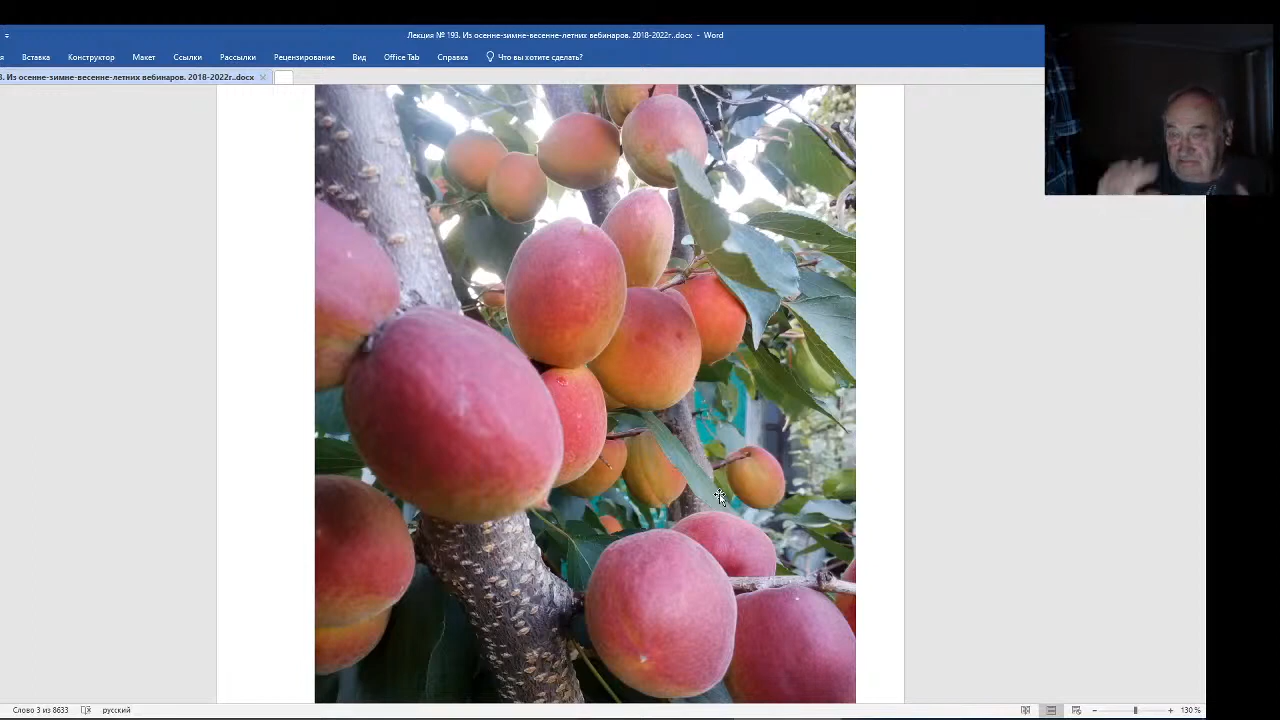 Лекция № 193. Из осенне-зимне-весенне-летних вебинаров. 2018-2022г..docx - Word
я Вставка Конструктор Макет Ссылки Рассылки Рецензирование Вид Office Tab Справка Что вы хотите сделать?
3. Из осенне-зимне-весенне-летних вебинаров. 2018-2022г..docx
Слово 3 из 8633 русский 130 %